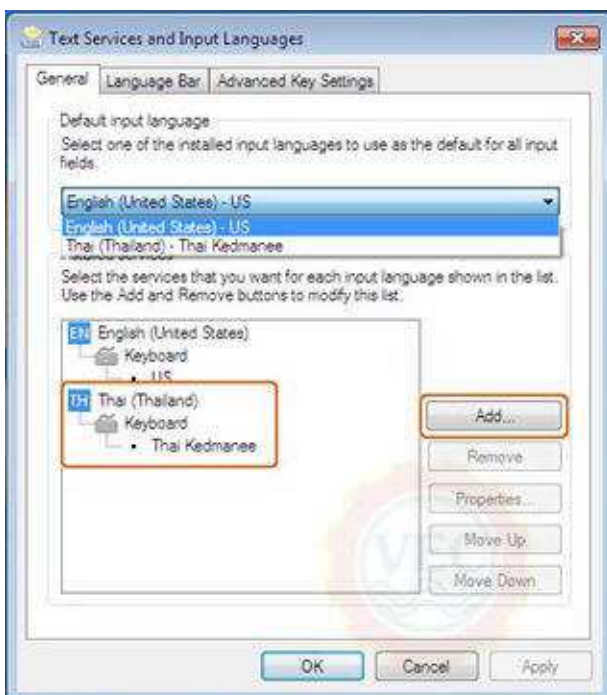 Text Services and Input Languages
General
Language Bar
Advanced Key Settings
Default input language
Select one of the installed input languages to use as the default for all input
fields.
English (United States) - US
English (United States) - US
Thai (Thailand) - Thai Kedmanee
Installed services
Select the services that you want for each input language shown in the list.
Use the Add and Remove buttons to modify this list.
EN English (United States)
Keyboard
• US
TH Thai (Thailand)
Keyboard
• Thai Kedmanee
Add...
Remove
Properties...
Move Up
Move Down
OK
Cancel
Apply